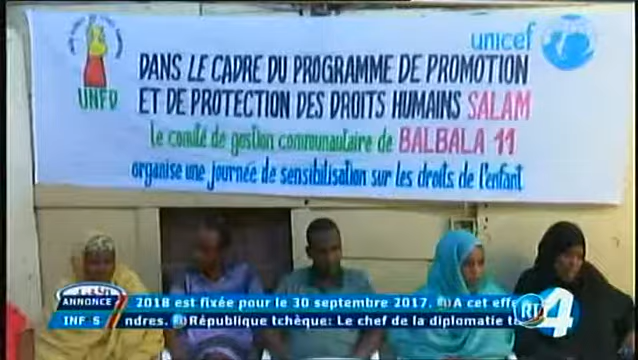 unicef
UNFD
DANS LE CADRE DU PROGRAMME DE PROMOTION
ET DE PROTECTION DES DROITS HUMAINS SALAM
le comité de gestion communautaire de BALBALA 11
organise une journée de sensibilisation sur les droits de l'enfant
ANNONCE
INF S
2018 est fixée pour le 30 septembre 2017. A cet effe
ndres. République tchèque: Le chef de la diplomatie t
RT
4